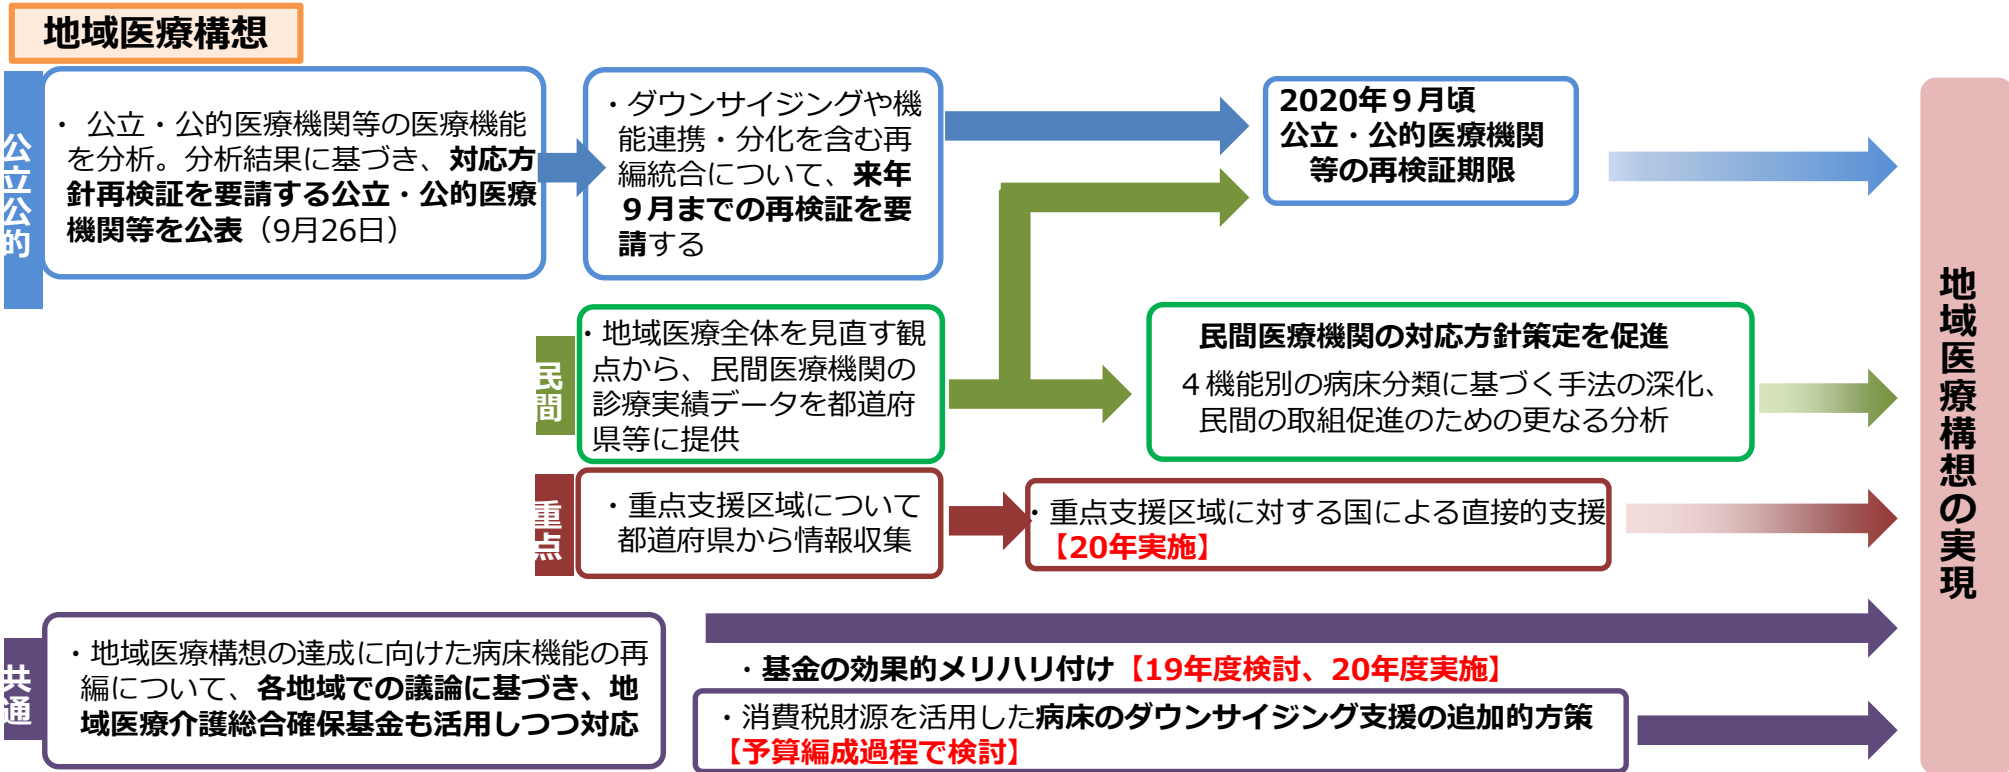 地域医療構想
公立公的
・ 公立・公的医療機関等の医療機能
を分析。分析結果に基づき、対応方
針再検証を要請する公立・公的医療
機関等を公表（9月26日）
・ダウンサイジングや機
能連携・分化を含む再
編統合について、来年
９月までの再検証を要
請する
2020年９月頃
公立・公的医療機関
等の再検証期限
民間
・地域医療全体を見直す観
点から、民間医療機関の
診療実績データを都道府
県等に提供
民間医療機関の対応方針策定を促進
４機能別の病床分類に基づく手法の深化、
民間の取組促進のための更なる分析
重点
・重点支援区域について
都道府県から情報収集
・重点支援区域に対する国による直接的支援
【20年実施】
共通
・地域医療構想の達成に向けた病床機能の再
編について、各地域での議論に基づき、地
域医療介護総合確保基金も活用しつつ対応
・基金の効果的メリハリ付け【19年度検討、20年度実施】
・消費税財源を活用した病床のダウンサイジング支援の追加的方策
【予算編成過程で検討】
地域医療構想の実現